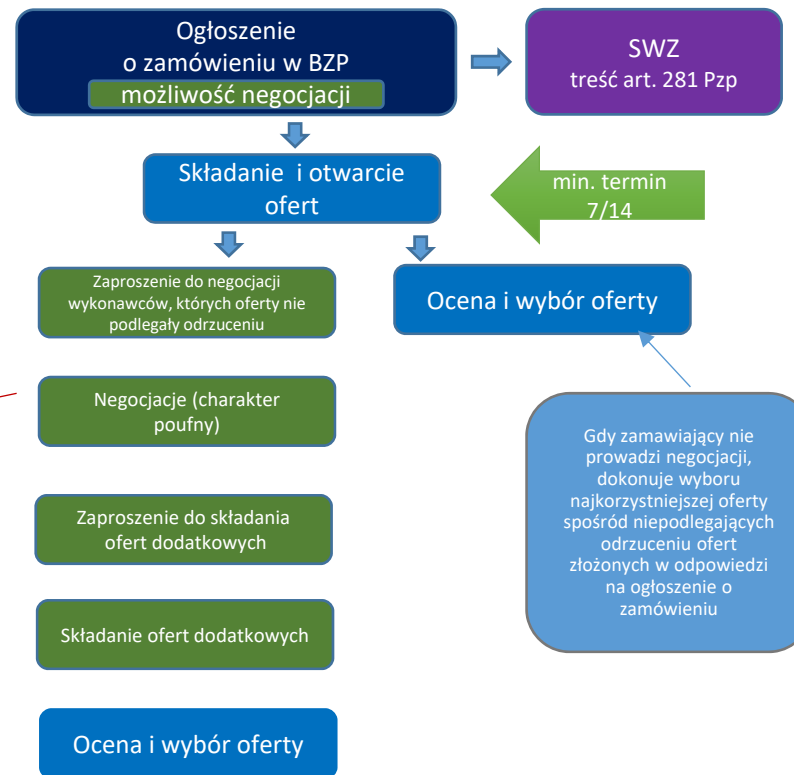 Ogłoszenie
o zamówieniu w BZP
możliwość negocjacji
SWZ
treść art. 281 Pzp
Składanie i otwarcie
ofert
min. termin
7/14
Zaproszenie do negocjacji
wykonawców, których oferty nie
podlegały odrzuceniu
Ocena i wybór oferty
Negocjacje (charakter
poufny)
Gdy zamawiający nie
prowadzi negocjacji,
dokonuje wyboru
najkorzystniejszej oferty
spośród niepodlegających
odrzuceniu ofert
złożonych w odpowiedzi
na ogłoszenie o
zamówieniu
Zaproszenie do składania
ofert dodatkowych
Składanie ofert dodatkowych
Ocena i wybór oferty